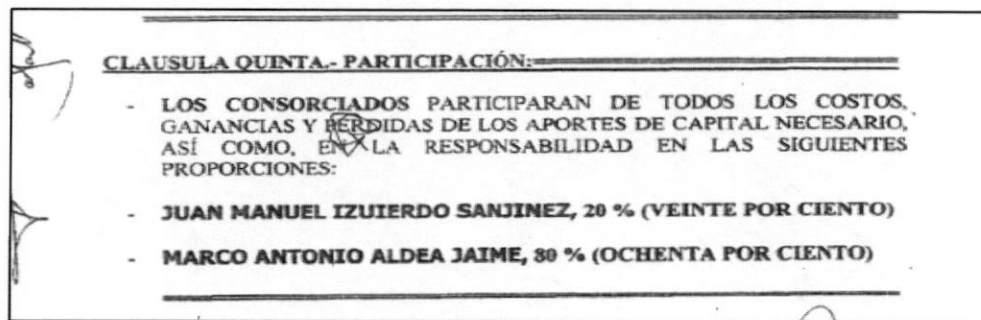 CLAUSULA QUINTA.- PARTICIPACIÓN:
- LOS CONSORCIADOS PARTICIPARAN DE TODOS LOS COSTOS,
GANANCIAS Y PERDIDAS DE LOS APORTES DE CAPITAL NECESARIO,
ASÍ COMO, EN LA RESPONSABILIDAD EN LAS SIGUIENTES
PROPORCIONES:
- JUAN MANUEL IZUIERDO SANJINEZ, 20 % (VEINTE POR CIENTO)
- MARCO ANTONIO ALDEA JAIME, 80 % (OCHENTA POR CIENTO)